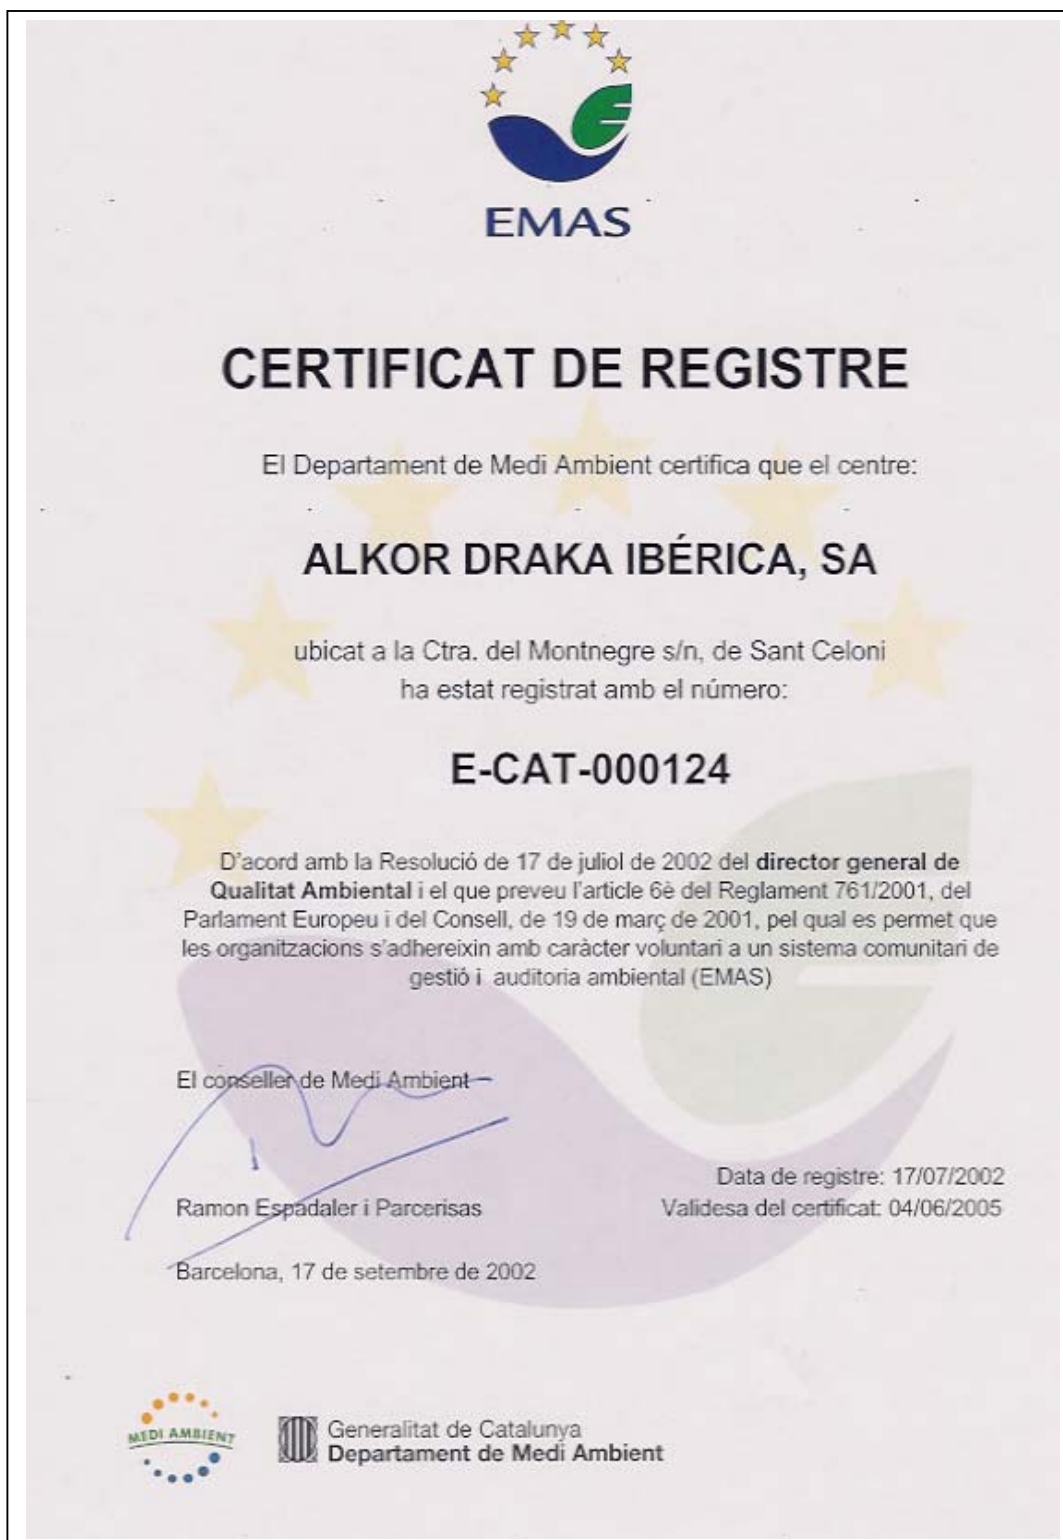 EMAS
CERTIFICAT DE REGISTRE
El Departament de Medi Ambient certifica que el centre:
ALKOR DRAKA IBÉRICA, SA
ubicat a la Ctra. del Montnegre s/n, de Sant Celoni
ha estat registrat amb el número:
E-CAT-000124
D'acord amb la Resolució de 17 de juliol de 2002 del director general de
Qualitat Ambiental i el que preveu l'article 6è del Reglament 761/2001, del
Parlament Europeu i del Consell, de 19 de març de 2001, pel qual es permet que
les organitzacions s'adhereixin amb caràcter voluntari a un sistema comunitari de
gestió i auditoria ambiental (EMAS)
El conseller de Medi Ambient
Ramon Espadaler i Parcerisas
Data de registre: 17/07/2002
Validesa del certificat: 04/06/2005
Barcelona, 17 de setembre de 2002
MEDI AMBIENT
Generalitat de Catalunya
Departament de Medi Ambient